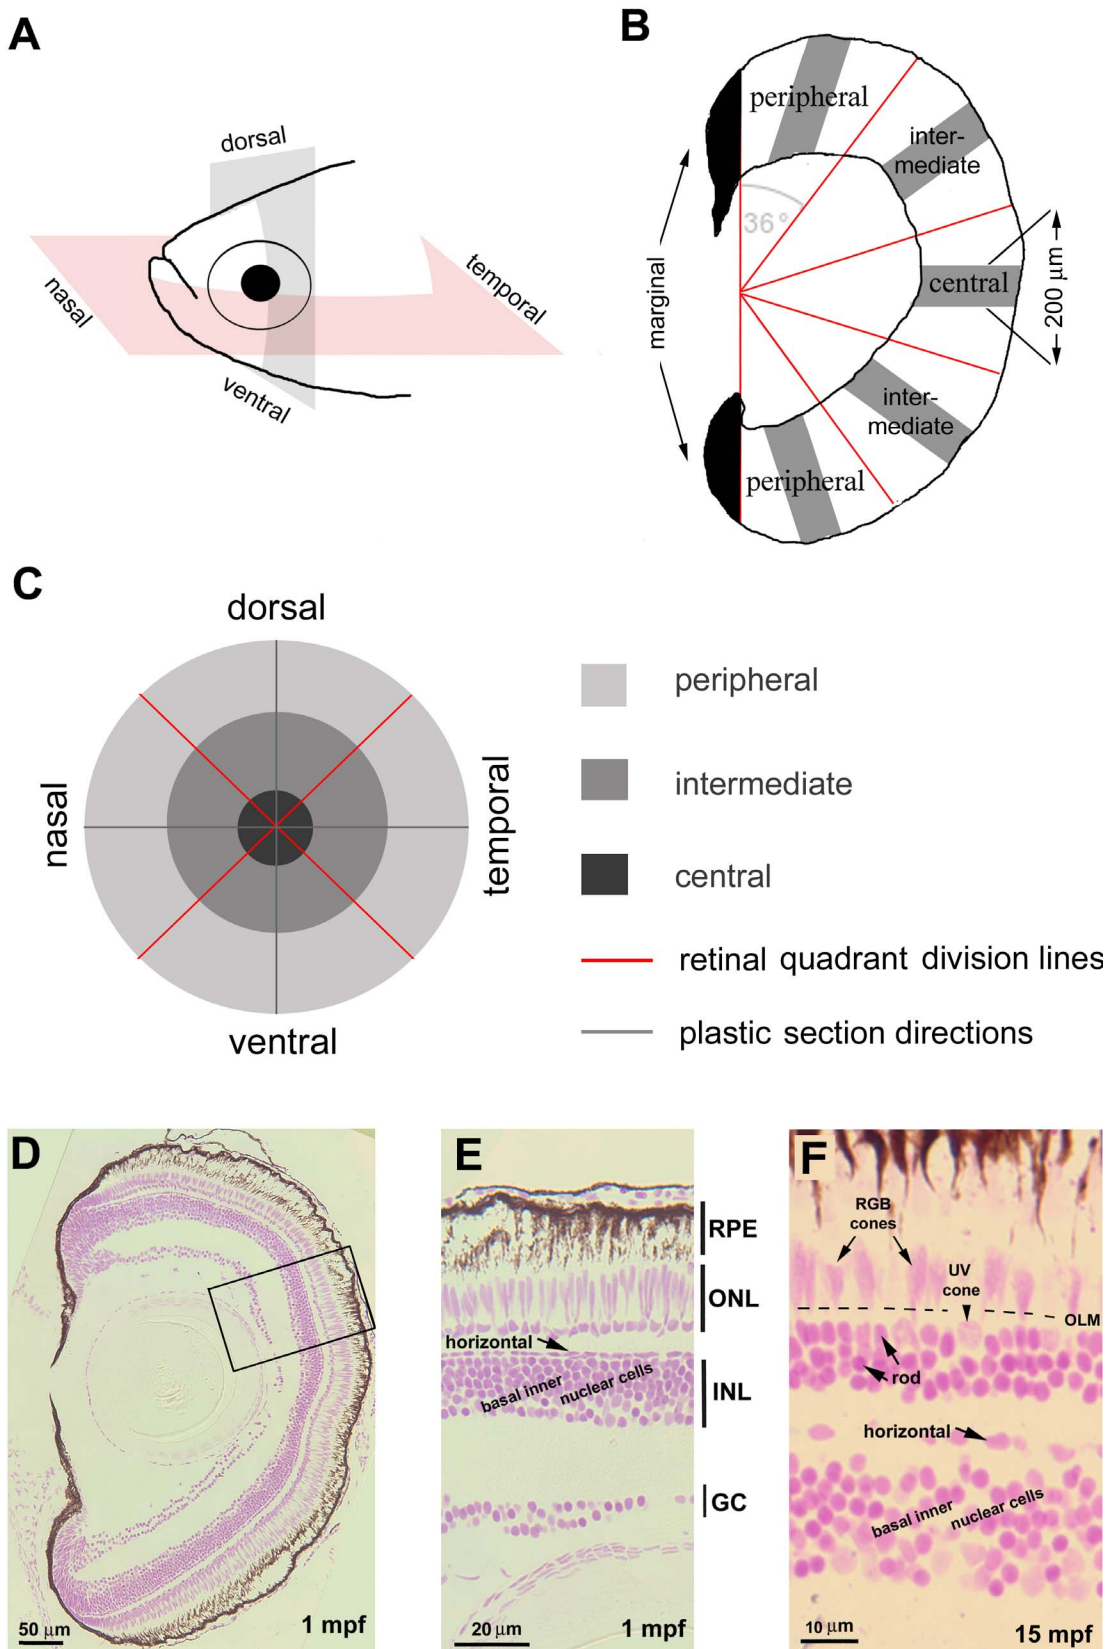 A
dorsal
nasal
temporal
ventral
B
peripheral
inter-
mediate
36°
marginal
central
200 µm
inter-
mediate
peripheral
C
dorsal
nasal
temporal
ventral
peripheral
intermediate
central
retinal quadrant division lines
plastic section directions
D
50 µm
1 mpf
E
RPE
ONL
horizontal
basal inner nuclear cells
INL
GC
20 µm
1 mpf
F
RGB
cones
UV
cone
OLM
rod
horizontal
basal inner nuclear cells
10 µm
15 mpf